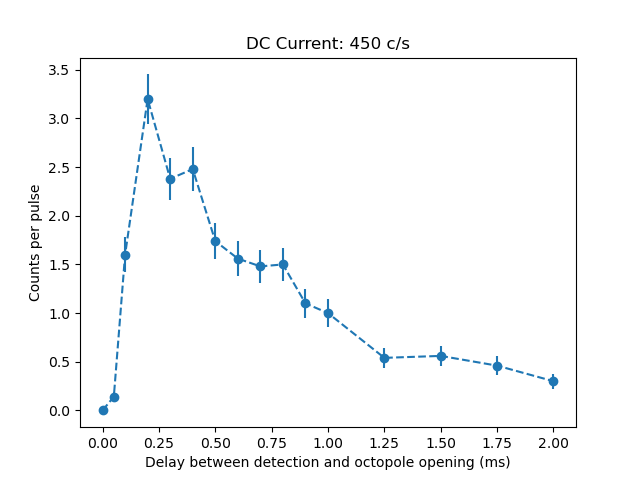 DC Current: 450 c/s
3.5
3.0
2.5
2.0
1.5
1.0
0.5
0.0
Counts per pulse
0.00 0.25 0.50 0.75 1.00 1.25 1.50 1.75 2.00
Delay between detection and octopole opening (ms)